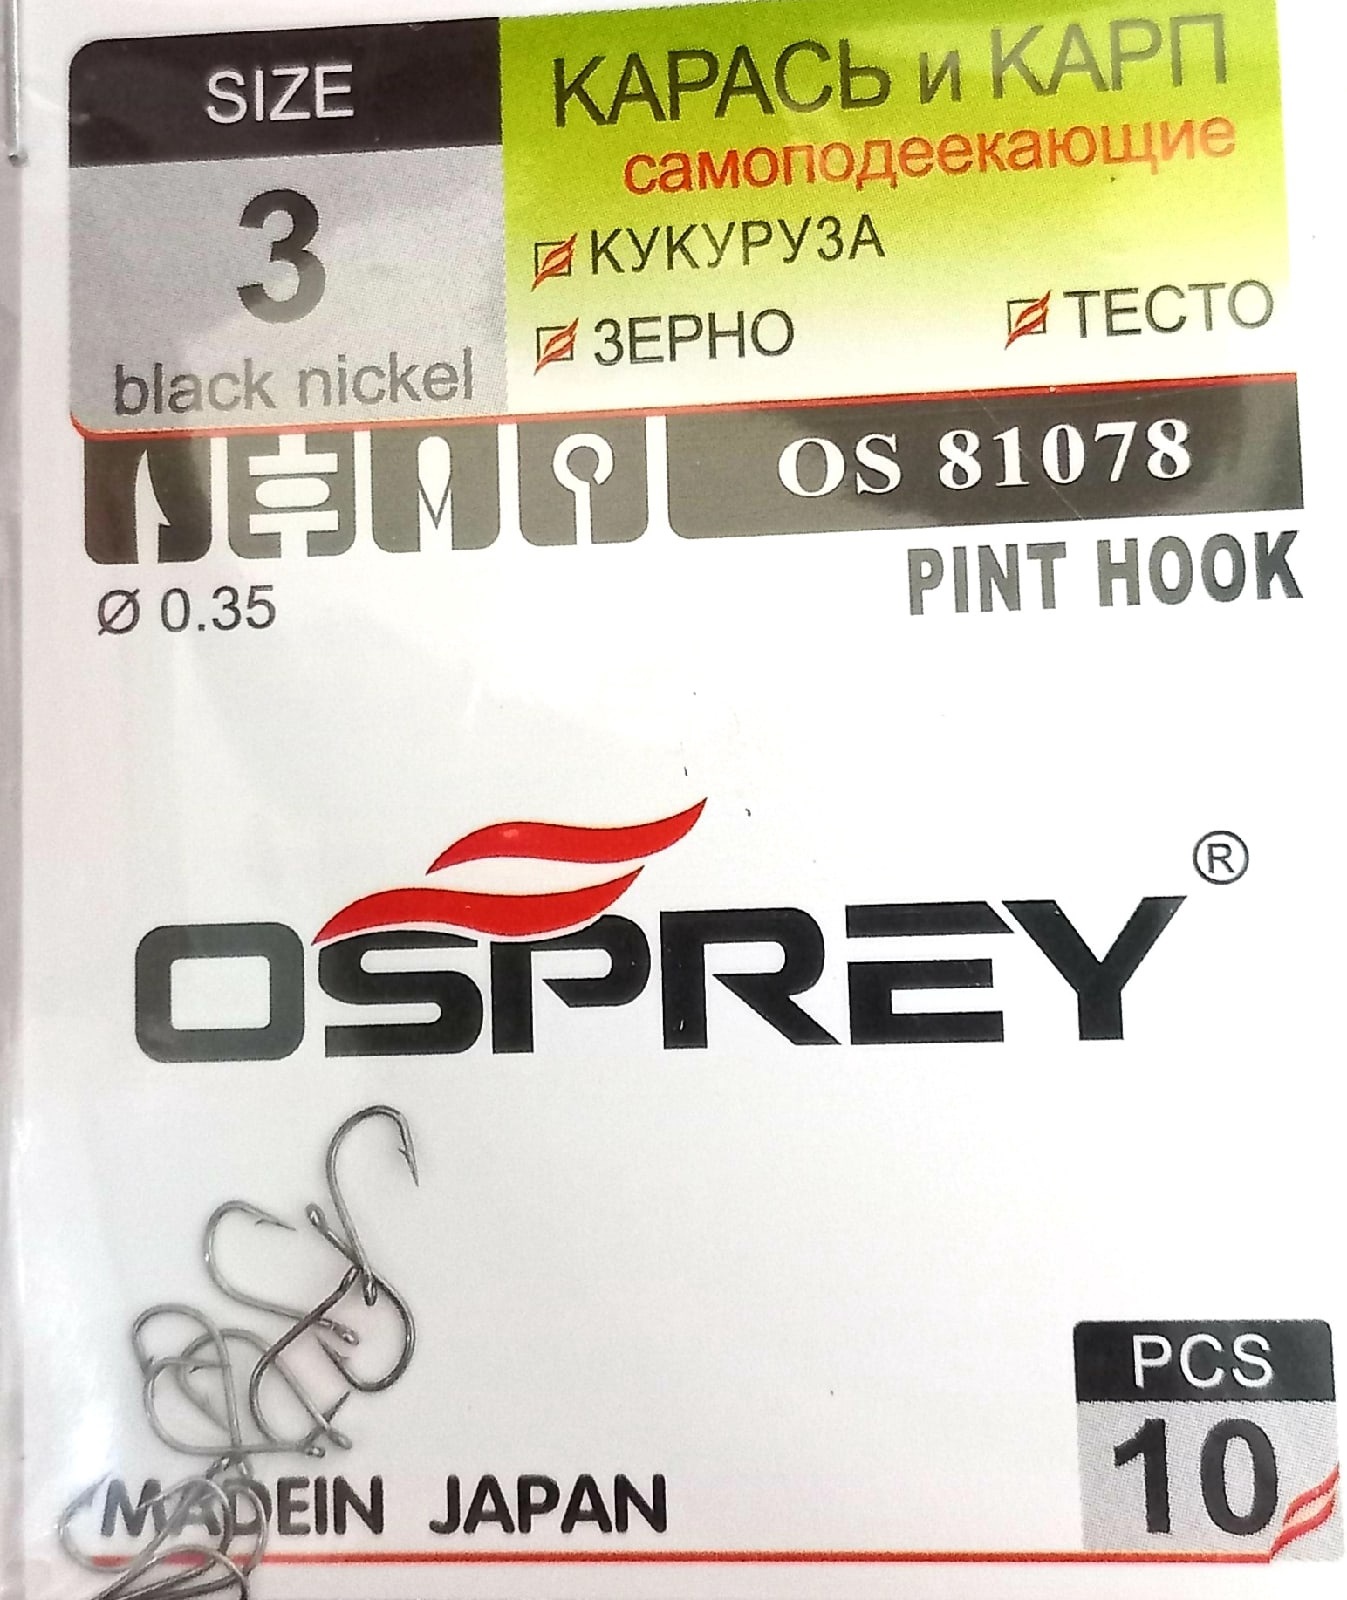 SIZE
3
black nickel
КАРАСЬ и КАРП
самоподеекающие
КУКУРУЗА
ЗЕРНО
ТЕСТО
OS 81078
Ø 0.35
PINT HOOK
OSPREY®
MADEIN JAPAN
PCS
10